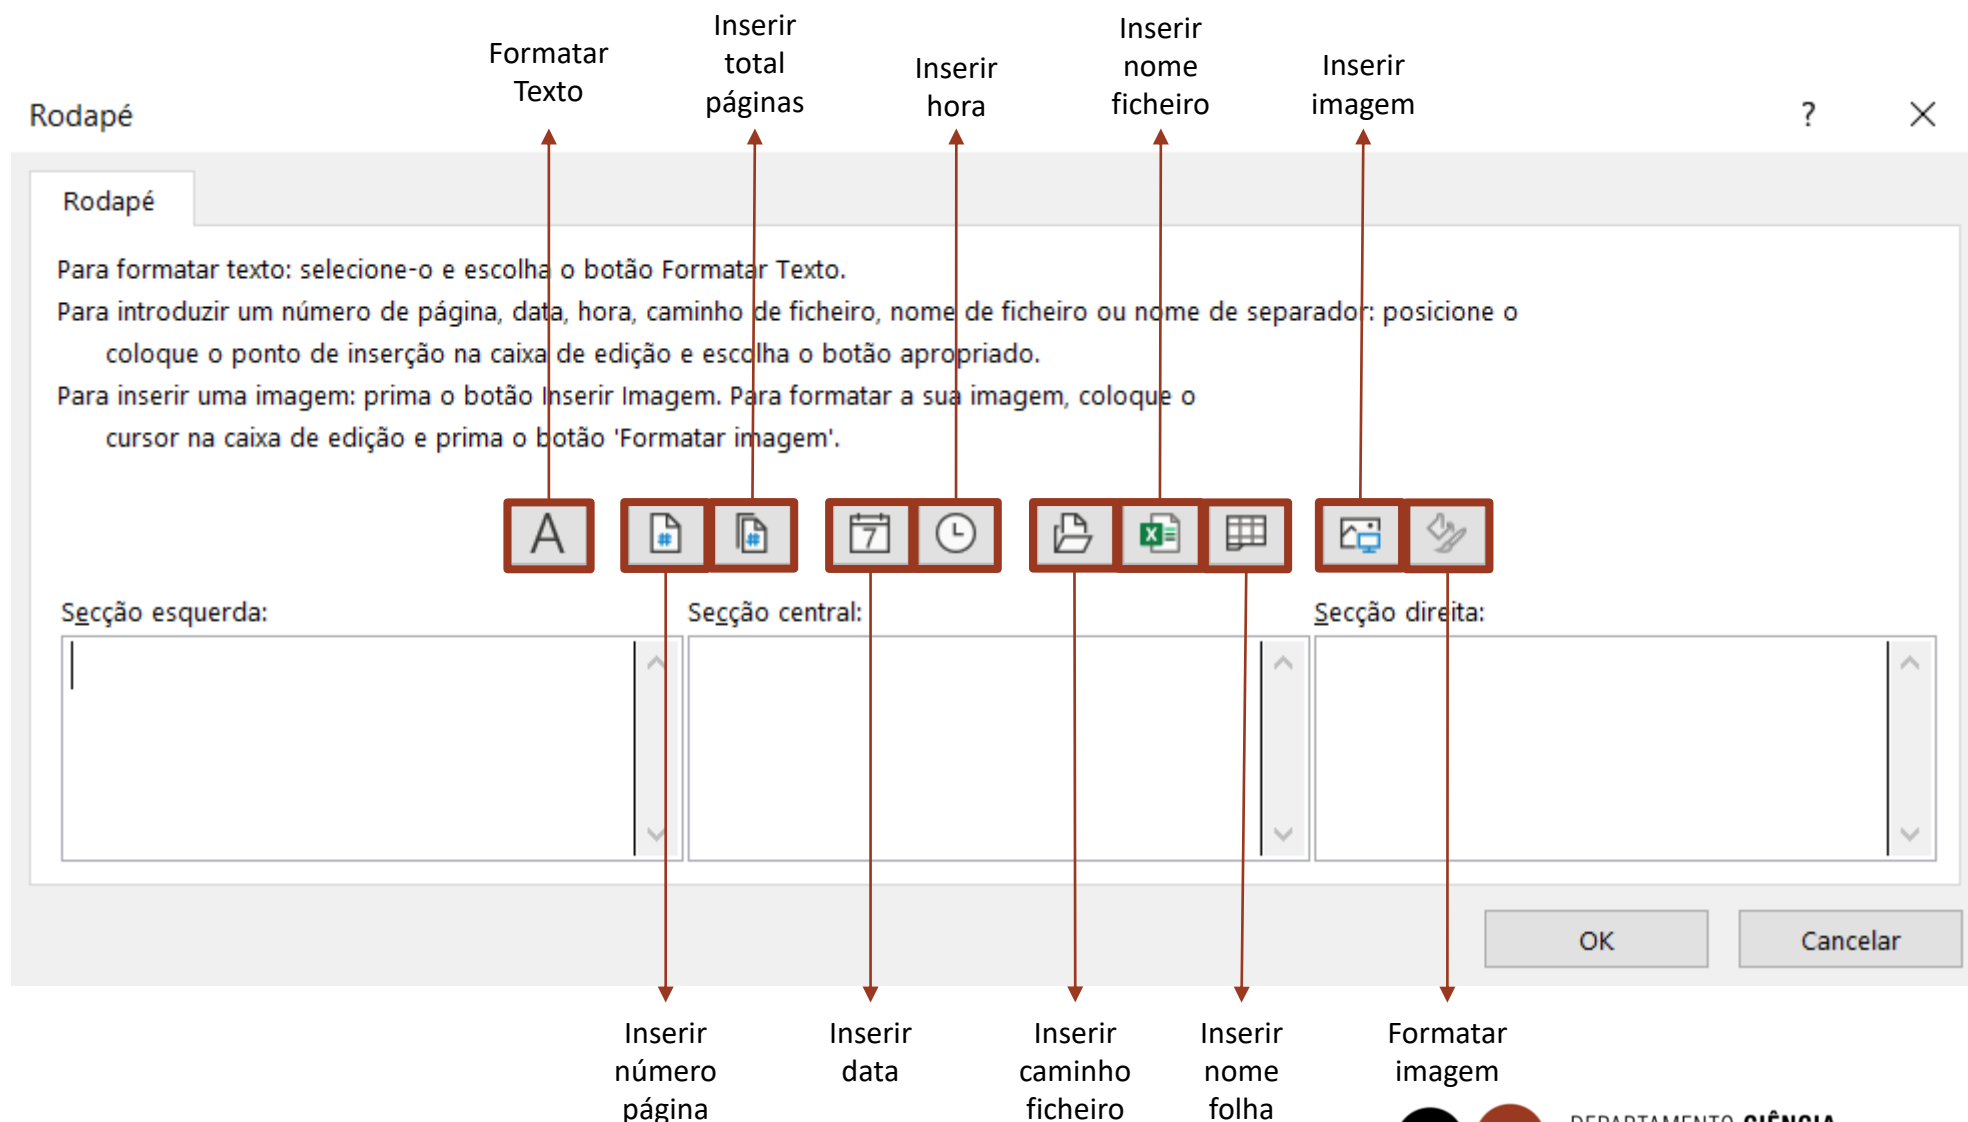 Formatar
Texto
Inserir
total
páginas
Inserir
hora
Inserir
nome
ficheiro
Inserir
imagem
Rodapé
?
Rodapé
Para formatar texto: selecione-o e escolha o botão Formatar Texto.
Para introduzir um número de página, data, hora, caminho de ficheiro, nome de ficheiro ou nome de separador: posicione o
coloque o ponto de inserção na caixa de edição e escolha o botão apropriado.
Para inserir uma imagem: prima o botão Inserir Imagem. Para formatar a sua imagem, coloque o
cursor na caixa de edição e prima o botão 'Formatar imagem'.
A
#
#
7
X
Secção esquerda:
Secção central:
Secção direita:
OK
Cancelar
Inserir
número
página
Inserir
data
Inserir
caminho
ficheiro
Inserir
nome
folha
Formatar
imagem
DEPARTAMENTO CIÊNCIA